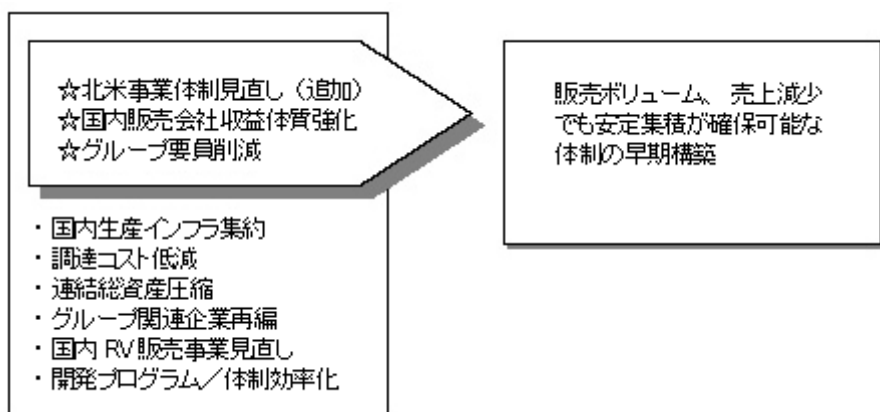 ☆北米事業体制見直し（追加）
☆国内販売会社収益体質強化
☆グループ要員削減
・国内生産インフラ集約
・調達コスト低減
・連結総資産圧縮
・グループ関連企業再編
・国内 RV 販売事業見直し
・開発プログラム／体制効率化
販売ボリューム、 売上減少
でも安定集積が確保可能な
体制の早期構築